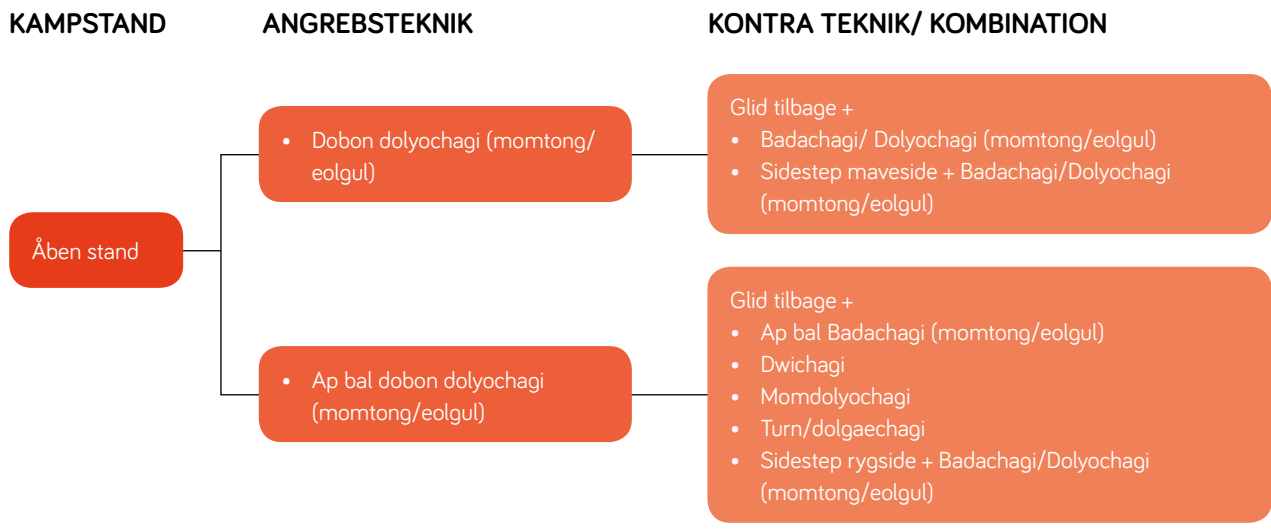 KAMPSTAND
ANGREBSTEKNIK
KONTRA TEKNIK/ KOMBINATION
Åben stand
• Dobon dolyochagi (momtong/
eolgul)
Glid tilbage +
• Badachagi/ Dolyochagi (momtong/eolgul)
• Sidestep maveside + Badachagi/Dolyochagi
(momtong/eolgul)
• Ap bal dobon dolyochagi
(momtong/eolgul)
Glid tilbage +
• Ap bal Badachagi (momtong/eolgul)
• Dwichagi
• Momdolyochagi
• Turn/dolgaechagi
• Sidestep rygside + Badachagi/Dolyochagi
(momtong/eolgul)